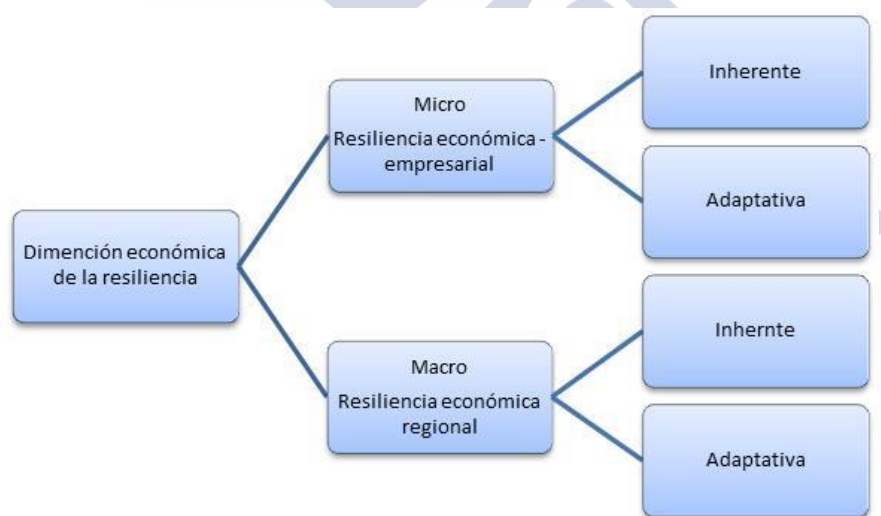 Dimención económica
de la resiliencia
Micro
Resiliencia económica -
empresarial
Inherente
Adaptativa
Macro
Resiliencia económica
regional
Inhernte
Adaptativa